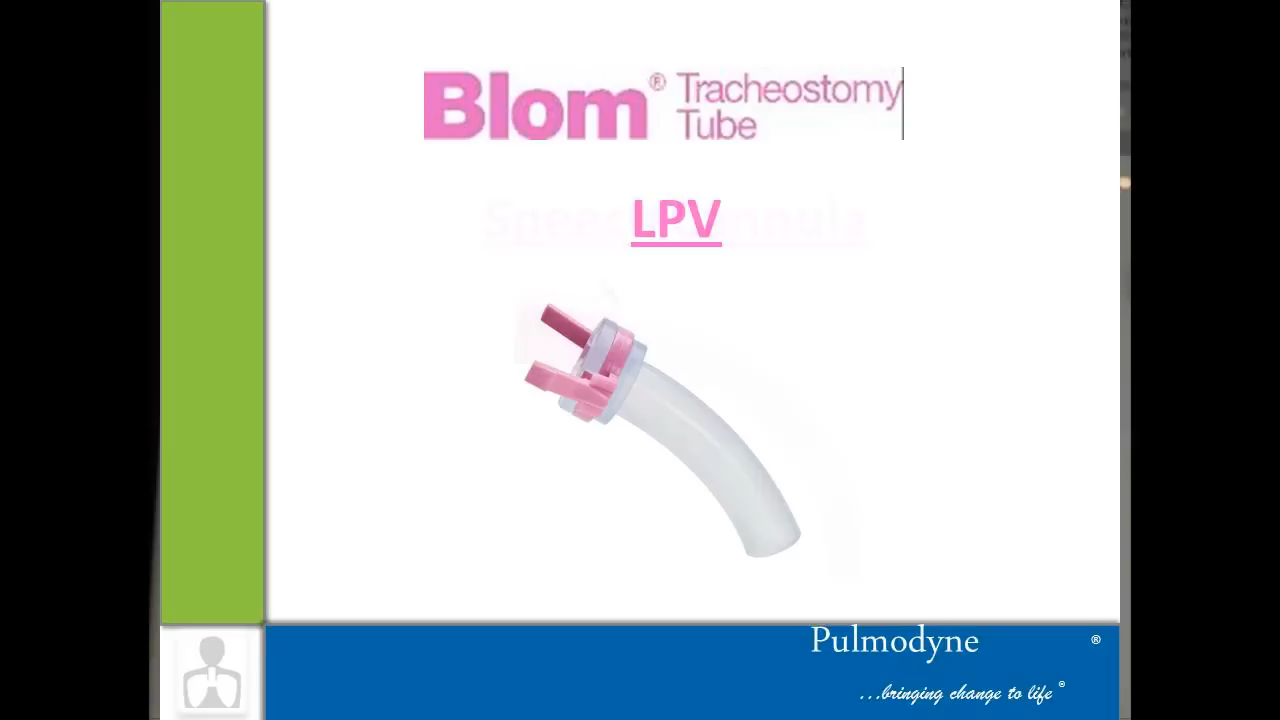 Blom® Tracheostomy
Tube
LPV
Pulmodyne ®
...bringing change to life ®